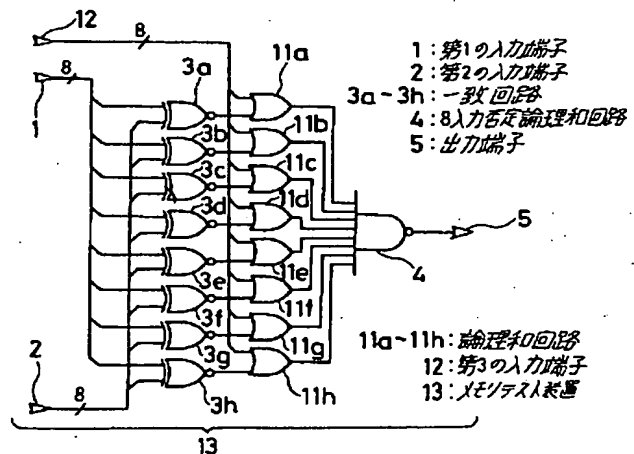 12
8
1
8
3a
3b
3c
3d
3e
3f
3g
3h
11a
11b
11c
11d
11e
11f
11g
11h
4
5
2
8
13
1:第1の入力端子
2:第2の入力端子
3a~3h:一致回路
4:8入力否定論理和回路
5:出力端子
11a~11h:論理和回路
12:第3の入力端子
13:メモリテスト装置